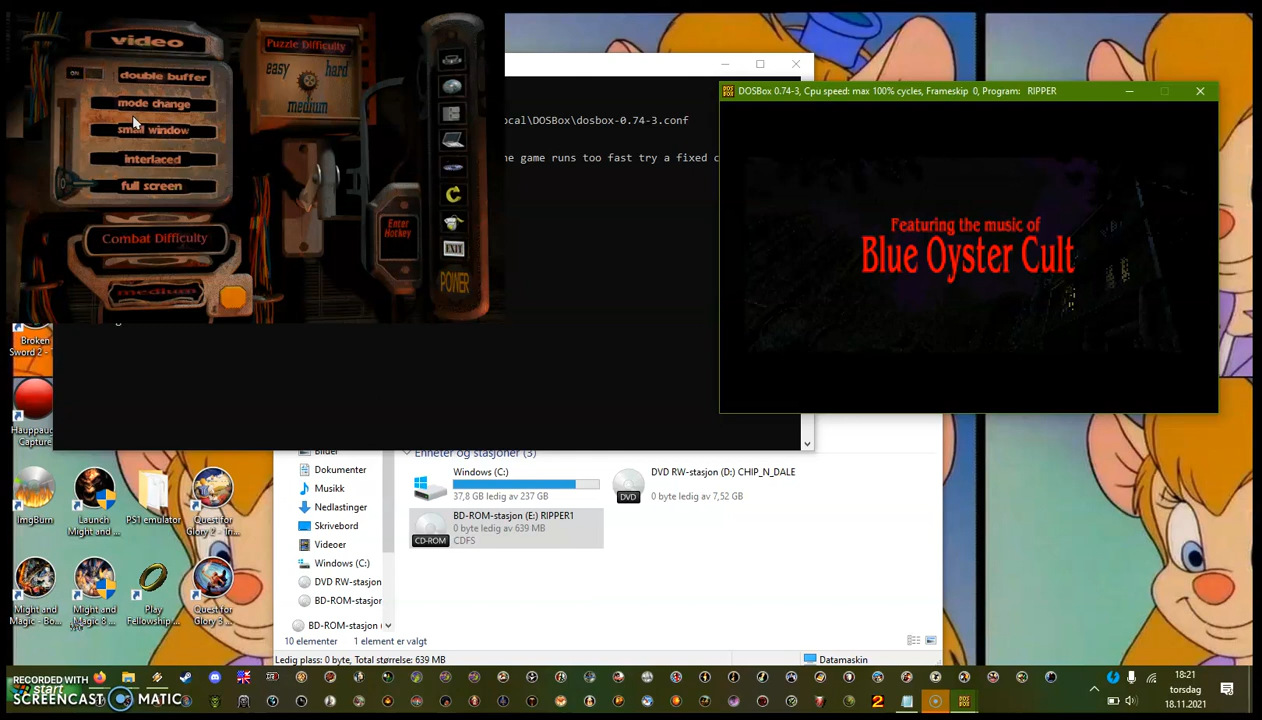 video
double buffer
mode change
small window
interlaced
full screen
Combat Difficulty
medium
Puzzle Difficulty
easy hard
medium
Enter
Hotkey
EXIT
POWER
ocal\DOSBox\dosbox-0.74-3.conf
he game runs too fast try a fixed c
DOSBox 0.74-3, Cpu speed: max 100% cycles, Frameskip 0, Program: RIPPER
Featuring the music of
Blue Oyster Cult
Broken
Sword 2 - T
Hauppaug
Capture
ImgBurn
Launch
Might and ...
PS1 emulator
Quest for
Glory 2 - Tri...
Might and
Magic - Bo...
Might and
Magic 8 ...
Play
Fellowship ...
Quest for
Glory 3 ...
Bilder
Dokumenter
Musikk
Nedlastinger
Skrivebord
Videoer
Windows (C:)
DVD RW-stasjon
BD-ROM-stasjor
BD-ROM-stasjon (
Enheter og stasjoner (3)
Windows (C:)
37,8 GB ledig av 237 GB
DVD RW-stasjon (D:) CHIP_N_DALE
0 byte ledig av 7,52 GB
DVD
BD-ROM-stasjon (E:) RIPPER1
0 byte ledig av 639 MB
CDFS
CD-ROM
10 elementer 1 element er valgt
Ledig plass: 0 byte, Total størrelse: 639 MB
Datamaskin
RECORDED WITH
start
SCREENCAST MATIC
DOS
BOX
18:21
torsdag
18.11.2021